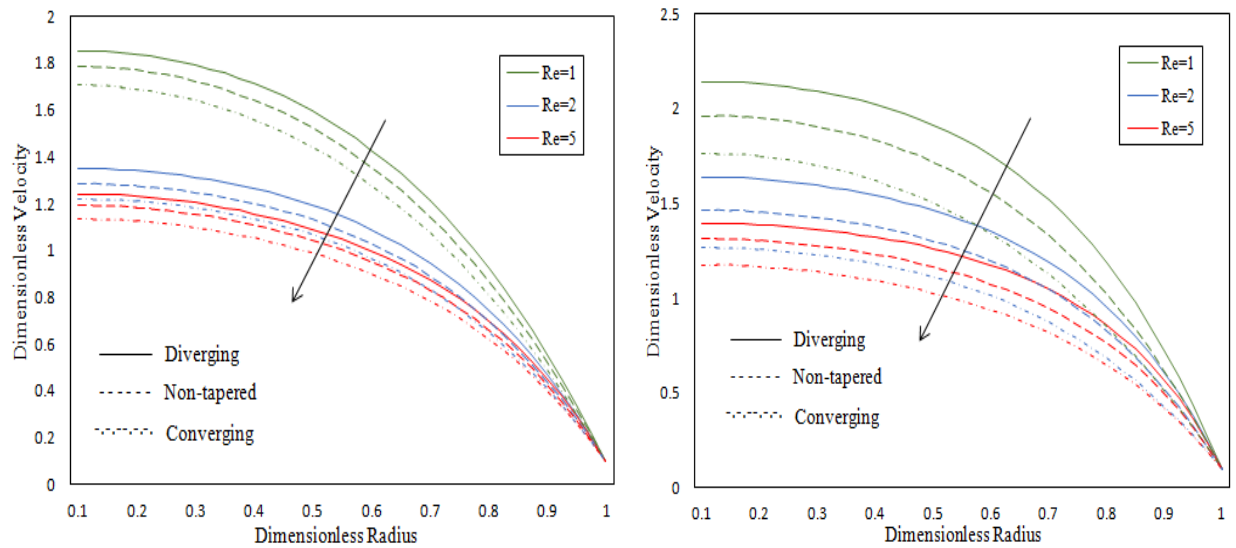 2
1.8
1.6
1.4
1.2
1
0.8
0.6
0.4
0.2
0
Dimensionless Velocity
Re=1
Re=2
Re=5
Diverging
Non-tapered
Converging
0.1 0.2 0.3 0.4 0.5 0.6 0.7 0.8 0.9 1
Dimensionless Radius
2.5
2
1.5
1
0.5
0
Dimensionless Velocity
Re=1
Re=2
Re=5
Diverging
Non-tapered
Converging
0.1 0.2 0.3 0.4 0.5 0.6 0.7 0.8 0.9 1
Dimensionless Radius